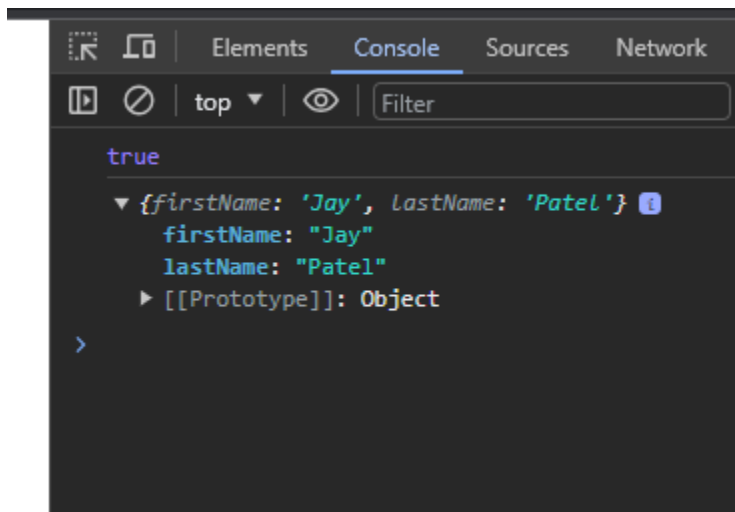 Elements Console Sources Network
top Filter
true
{firstName: 'Jay', lastName: 'Patel'} i
firstName: "Jay"
lastName: "Patel"
[[Prototype]]: Object